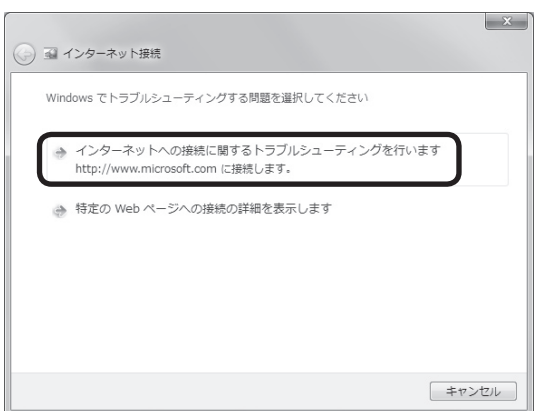 インターネット接続
Windows でトラブルシューティングする問題を選択してください
インターネットへの接続に関するトラブルシューティングを行います
http://www.microsoft.com に接続します。
特定の Web ページへの接続の詳細を表示します
キャンセル